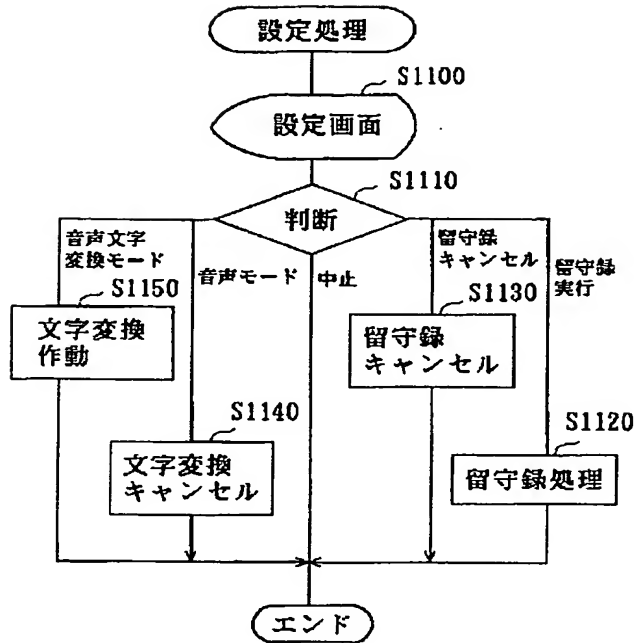 設定処理
S1100
設定画面
S1110
判断
音声文字
変換モード
音声モード
中止
留守録
キャンセル
留守録
実行
S1150
文字変換
作動
S1130
留守録
キャンセル
S1140
文字変換
キャンセル
S1120
留守録処理
エンド